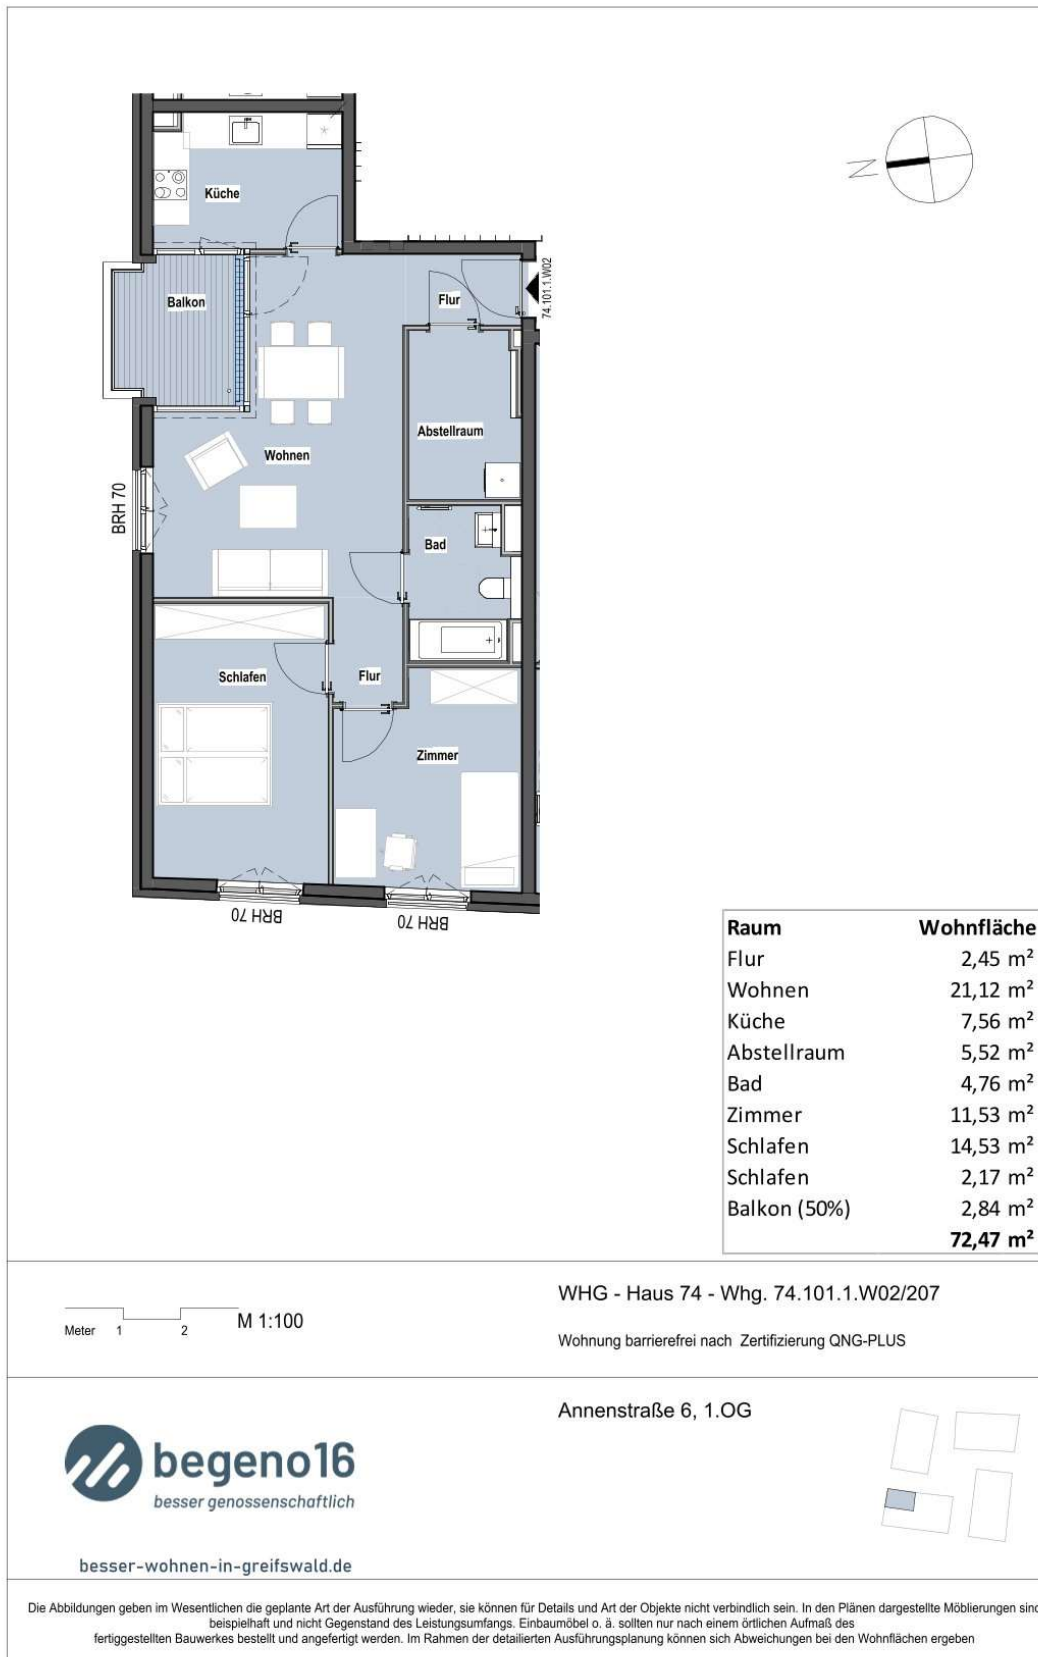 Küche
N
Balkon
Flur
74.101.1.W02
Abstellraum
Wohnen
BRH 70
Bad
Schlafen
Flur
Zimmer
BRH 70
BRH 70
Raum Wohnfläche
Flur 2,45 m²
Wohnen 21,12 m²
Küche 7,56 m²
Abstellraum 5,52 m²
Bad 4,76 m²
Zimmer 11,53 m²
Schlafen 14,53 m²
Schlafen 2,17 m²
Balkon (50%) 2,84 m²
72,47 m²
Meter 1 2 M 1:100
WHG - Haus 74 - Whg. 74.101.1.W02/207
Wohnung barrierefrei nach Zertifizierung QNG-PLUS
Annenstraße 6, 1.OG
begeno16
besser genossenschaftlich
besser-wohnen-in-greifswald.de
Die Abbildungen geben im Wesentlichen die geplante Art der Ausführung wieder, sie können für Details und Art der Objekte nicht verbindlich sein. In den Plänen dargestellte Möblierungen sind
beispielhaft und nicht Gegenstand des Leistungsumfangs. Einbaumöbel o. ä. sollten nur nach einem örtlichen Aufmaß des
fertiggestellten Bauwerkes bestellt und angefertigt werden. Im Rahmen der detailierten Ausführungsplanung können sich Abweichungen bei den Wohnflächen ergeben